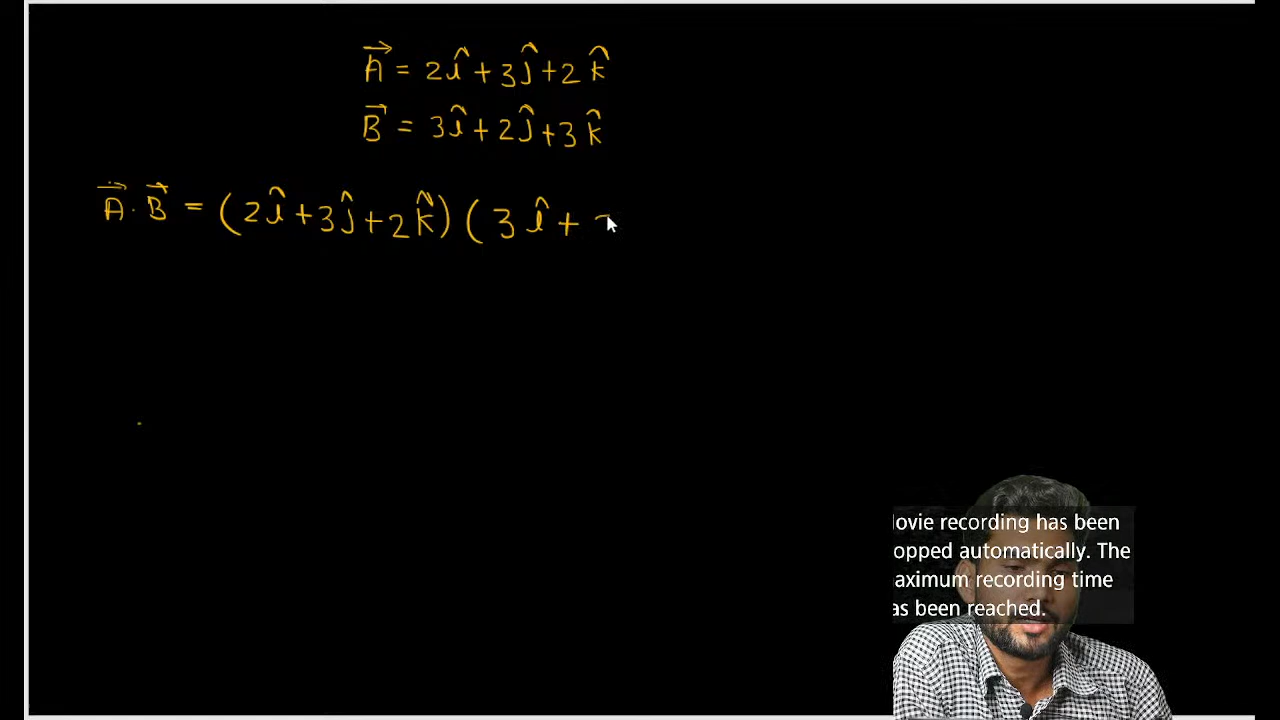 A⃗ = 2î + 3ĵ + 2k̂
B⃗ = 3î + 2ĵ + 3k̂
A⃗ . B⃗ = (2î + 3ĵ + 2k̂) (3î +
ovie recording has been
opped automatically. The
aximum recording time
as been reached.